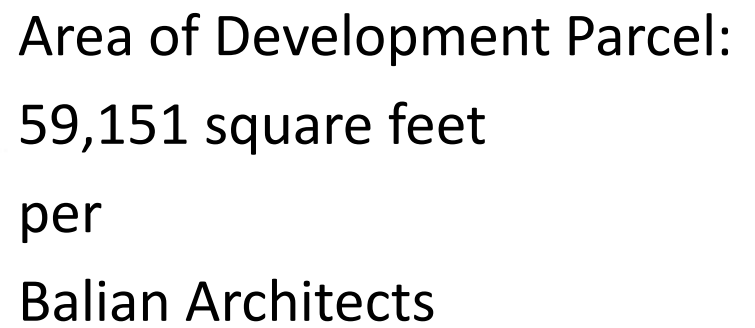 Area of Development Parcel:
59,151 square feet
per
Balian Architects